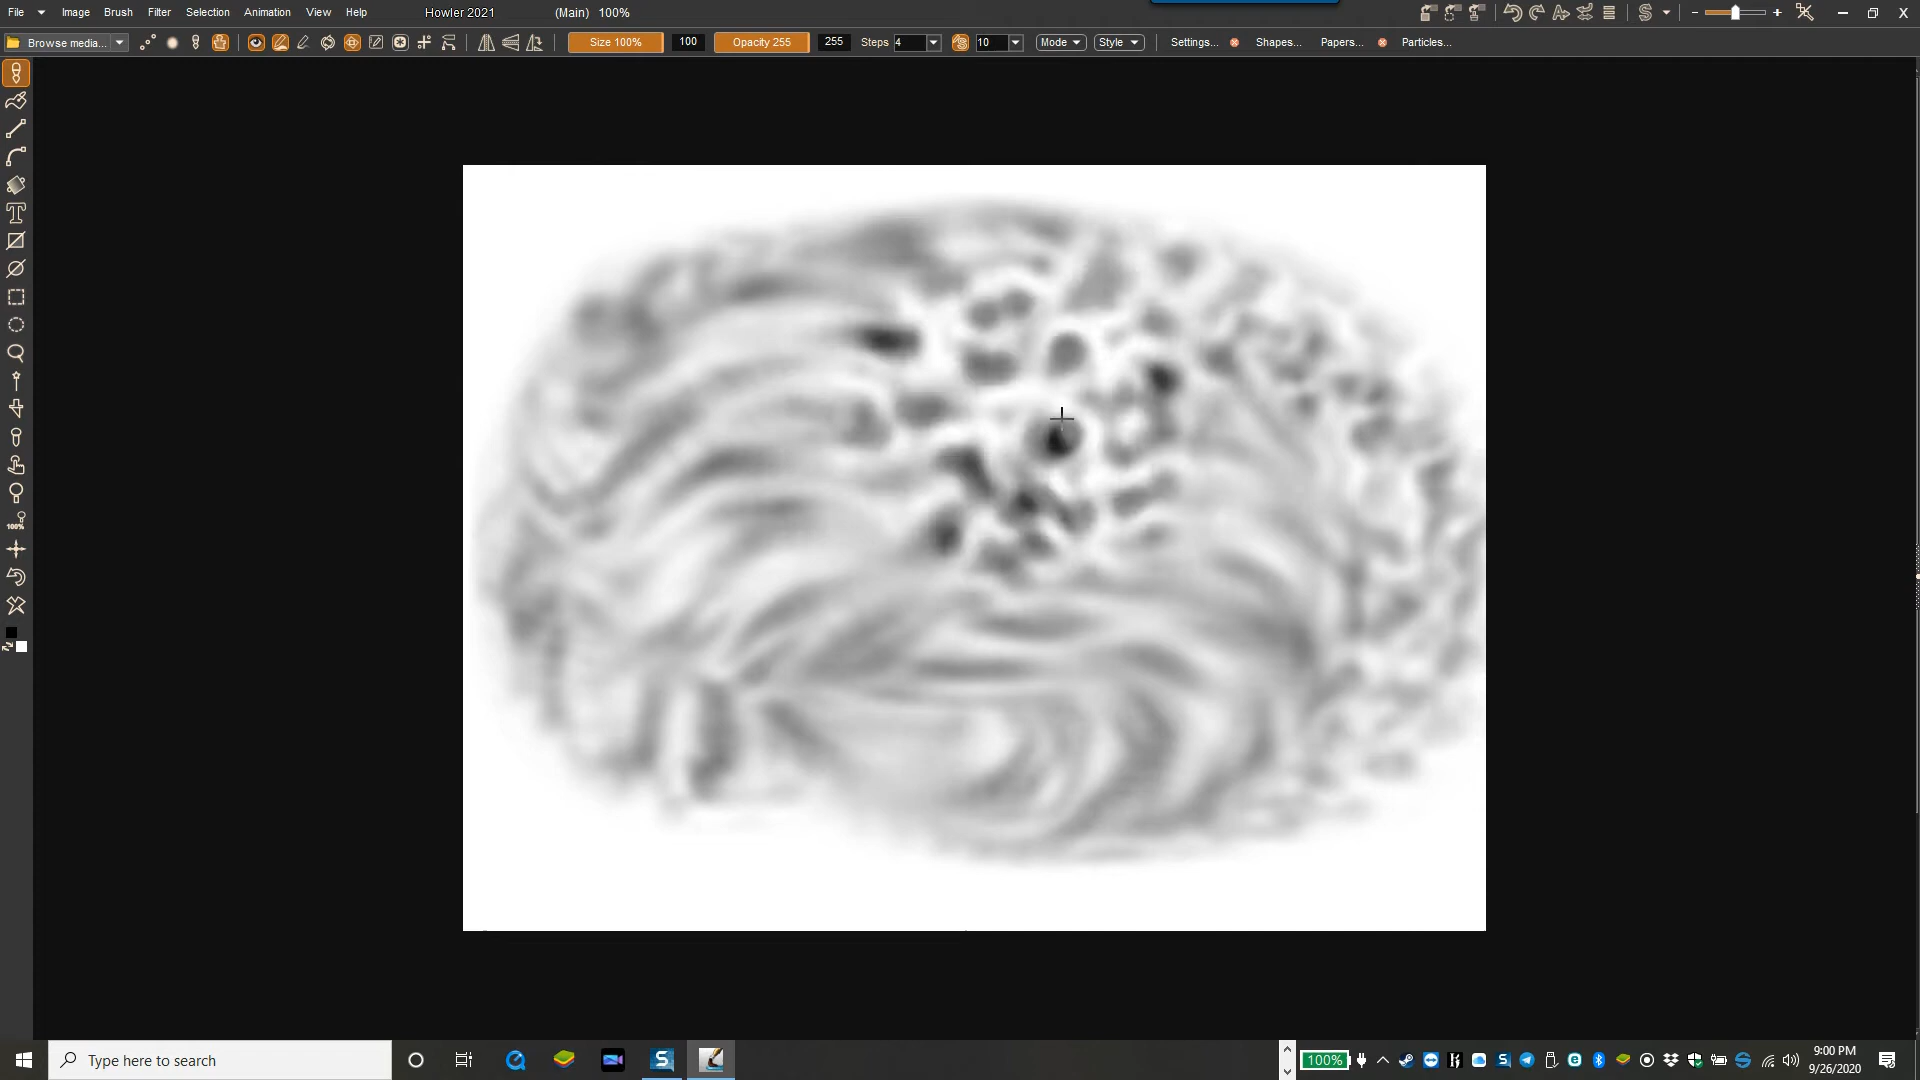 File Image Brush Filter Selection Animation View Help Howler 2021 (Main) 100%
Browse media... Size 100% 100 Opacity 255 255 Steps 4 10 Mode Style Settings... Shapes... Papers... Particles...
100%
Type here to search
100%
9:00 PM
9/26/2020